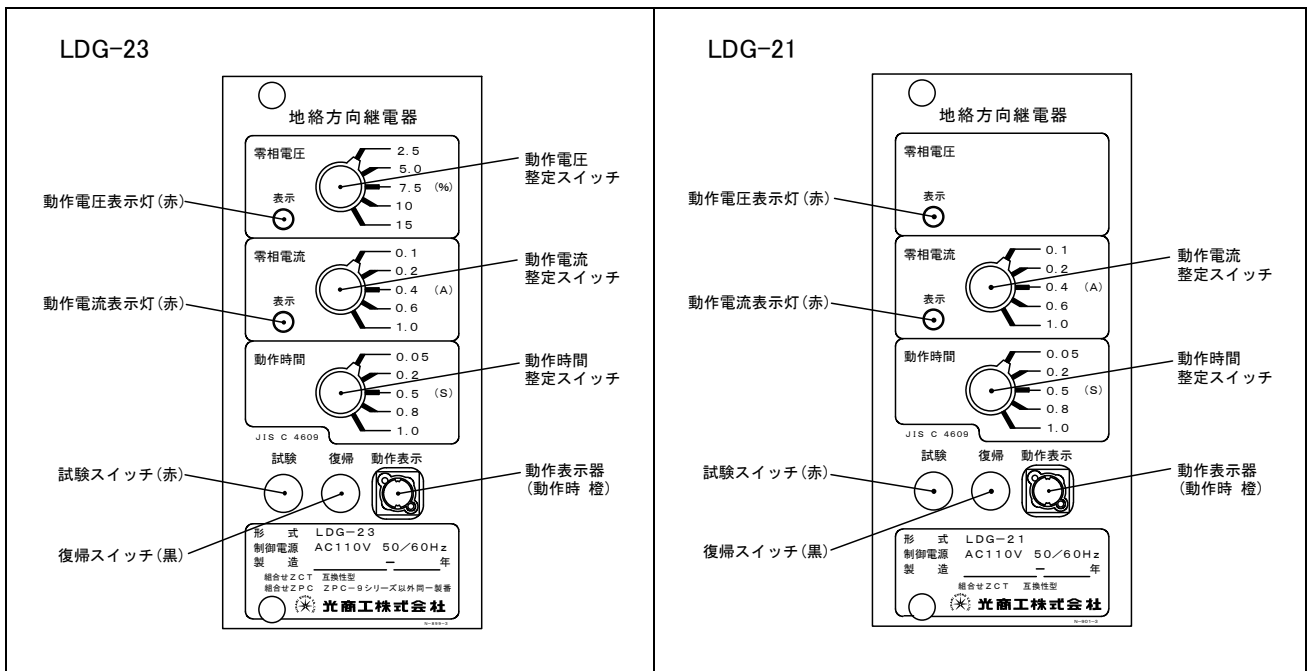 LDG-23
地絡方向継電器
零相電圧
2.5
5.0
7.5 (%)
10
15
表示
動作電圧
整定スイッチ
動作電圧表示灯(赤)
零相電流
0.1
0.2
0.4 (A)
0.6
1.0
表示
動作電流
整定スイッチ
動作電流表示灯(赤)
動作時間
0.05
0.2
0.5 (S)
0.8
1.0
動作時間
整定スイッチ
JIS C 4609
試験 復帰 動作表示
試験スイッチ(赤)
動作表示器
(動作時 橙)
復帰スイッチ(黒)
形 式 LDG-23
制御電源 AC110V 50/60Hz
製 造 - 年
組合せZCT 互換性型
組合せZPC ZPC-9シリーズ以外同一製番
光商工株式会社
N-899-3
LDG-21
地絡方向継電器
零相電圧
表示
動作電圧表示灯(赤)
零相電流
0.1
0.2
0.4 (A)
0.6
1.0
表示
動作電流
整定スイッチ
動作電流表示灯(赤)
動作時間
0.05
0.2
0.5 (S)
0.8
1.0
動作時間
整定スイッチ
JIS C 4609
試験 復帰 動作表示
試験スイッチ(赤)
動作表示器
(動作時 橙)
復帰スイッチ(黒)
形 式 LDG-21
制御電源 AC110V 50/60Hz
製 造 - 年
組合せZCT 互換性型
光商工株式会社
N-901-3